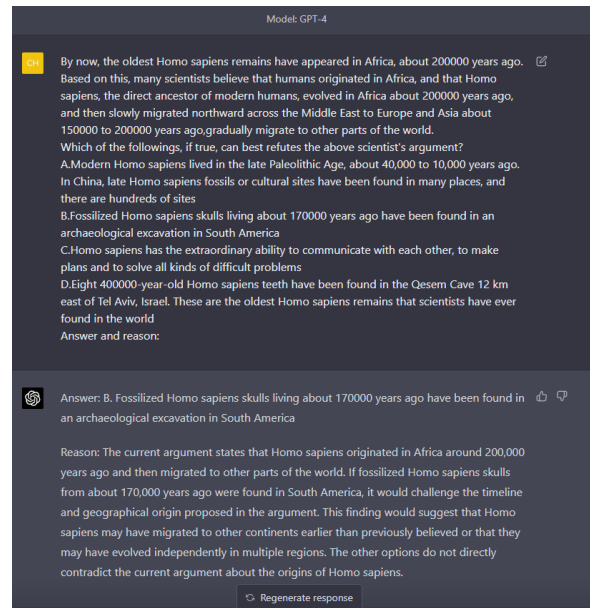 Model: GPT-4
CH
By now, the oldest Homo sapiens remains have appeared in Africa, about 200000 years ago.
Based on this, many scientists believe that humans originated in Africa, and that Homo
sapiens, the direct ancestor of modern humans, evolved in Africa about 200000 years ago,
and then slowly migrated northward across the Middle East to Europe and Asia about
150000 to 200000 years ago,gradually migrate to other parts of the world.
Which of the followings, if true, can best refutes the above scientist's argument?
A.Modern Homo sapiens lived in the late Paleolithic Age, about 40,000 to 10,000 years ago.
In China, late Homo sapiens fossils or cultural sites have been found in many places, and
there are hundreds of sites
B.Fossilized Homo sapiens skulls living about 170000 years ago have been found in an
archaeological excavation in South America
C.Homo sapiens has the extraordinary ability to communicate with each other, to make
plans and to solve all kinds of difficult problems
D.Eight 400000-year-old Homo sapiens teeth have been found in the Qesem Cave 12 km
east of Tel Aviv, Israel. These are the oldest Homo sapiens remains that scientists have ever
found in the world
Answer and reason:
Answer: B. Fossilized Homo sapiens skulls living about 170000 years ago have been found in
an archaeological excavation in South America
Reason: The current argument states that Homo sapiens originated in Africa around 200,000
years ago and then migrated to other parts of the world. If fossilized Homo sapiens skulls
from about 170,000 years ago were found in South America, it would challenge the timeline
and geographical origin proposed in the argument. This finding would suggest that Homo
sapiens may have migrated to other continents earlier than previously believed or that they
may have evolved independently in multiple regions. The other options do not directly
contradict the current argument about the origins of Homo sapiens.
Regenerate response